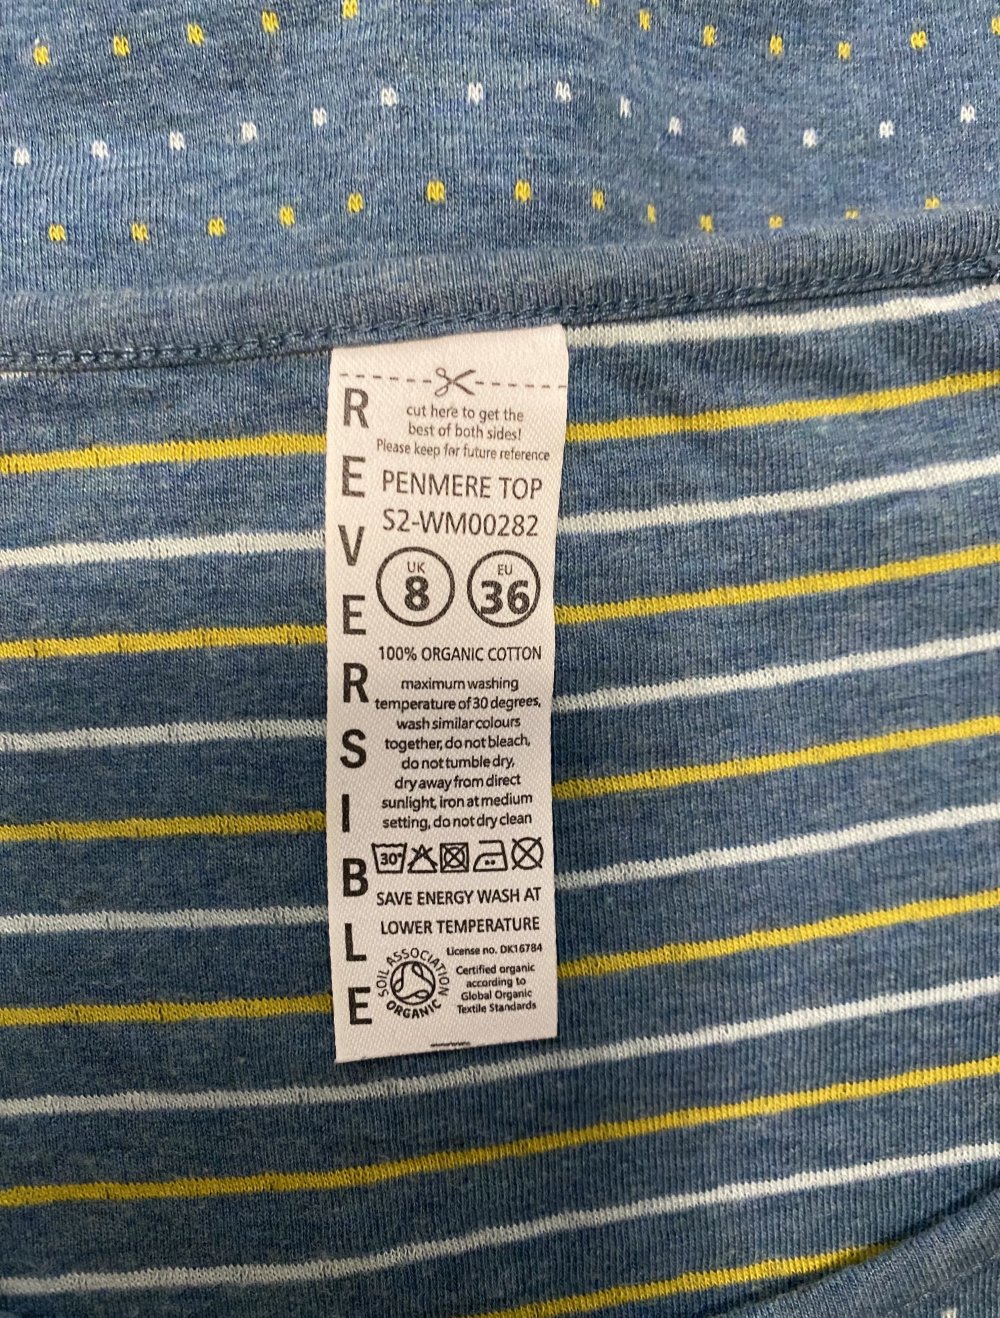 REVERSIBLE
cut here to get the
best of both sides!
Please keep for future reference
PENMERE TOP
S2-WM00282
UK
8
EU
36
100% ORGANIC COTTON
maximum washing
temperature of 30 degrees,
wash similar colours
together, do not bleach,
do not tumble dry,
dry away from direct
sunlight, iron at medium
setting, do not dry clean
30°
SAVE ENERGY WASH AT
LOWER TEMPERATURE
SOIL ASSOCIATION
ORGANIC
License no. DK16784
Certified organic
according to
Global Organic
Textile Standards